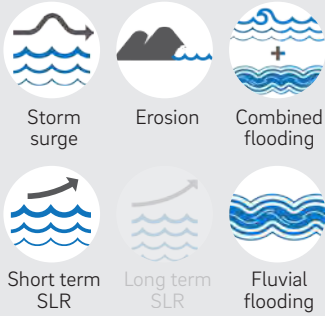 Storm
surge
Erosion
Combined
flooding
Short term
SLR
Long term
SLR
Fluvial
flooding